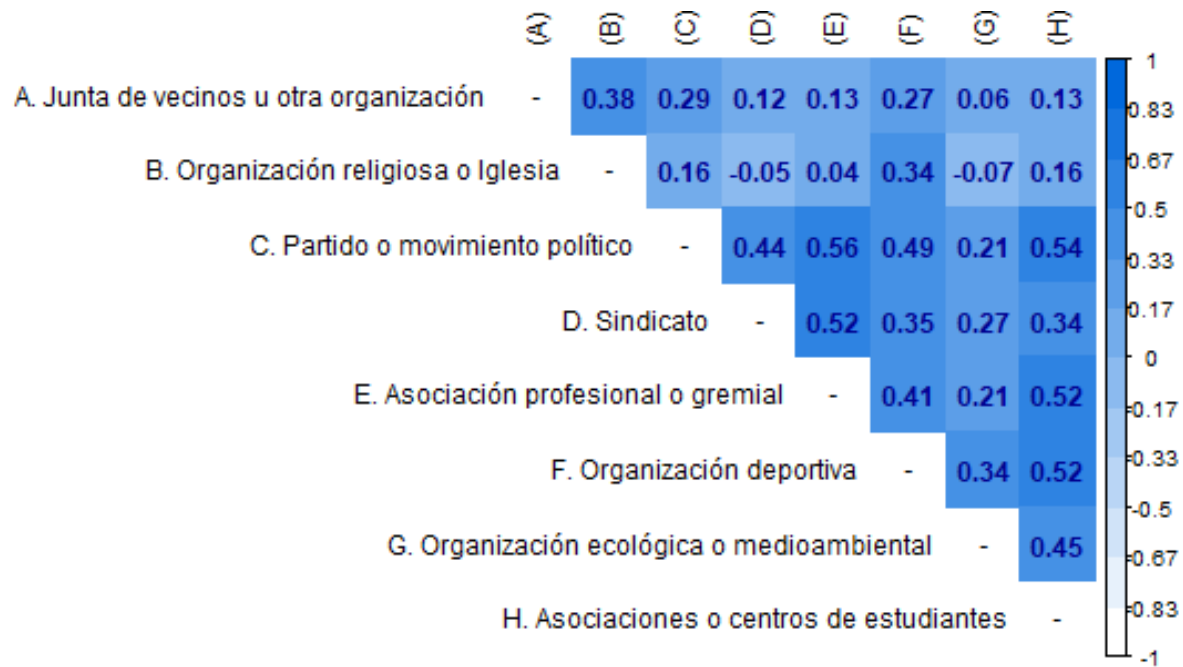 (A) (B) (C) (D) (E) (F) (G) (H)
A. Junta de vecinos u otra organización - 0.38 0.29 0.12 0.13 0.27 0.06 0.13
B. Organización religiosa o Iglesia - 0.16 -0.05 0.04 0.34 -0.07 0.16
C. Partido o movimiento político - 0.44 0.56 0.49 0.21 0.54
D. Sindicato - 0.52 0.35 0.27 0.34
E. Asociación profesional o gremial - 0.41 0.21 0.52
F. Organización deportiva - 0.34 0.52
G. Organización ecológica o medioambiental - 0.45
H. Asociaciones o centros de estudiantes -
1
0.83
0.67
0.5
0.33
0.17
0
-0.17
-0.33
-0.5
-0.67
-0.83
-1